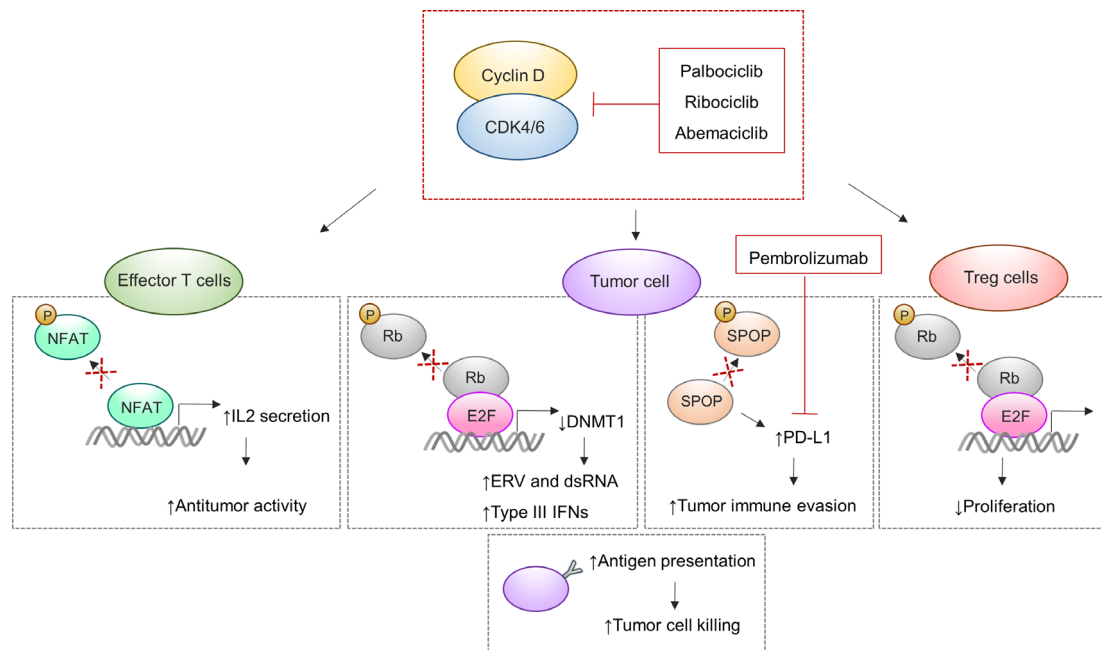 Cyclin D
CDK4/6
Palbociclib
Ribociclib
Abemaciclib
Effector T cells
Tumor cell
Pembrolizumab
Treg cells
P
NFAT
NFAT
↑IL2 secretion
↑Antitumor activity
P
Rb
Rb
E2F
↓DNMT1
↑ERV and dsRNA
↑Type III IFNs
P
SPOP
SPOP
↑PD-L1
↑Tumor immune evasion
P
Rb
Rb
E2F
↓Proliferation
↑Antigen presentation
↑Tumor cell killing